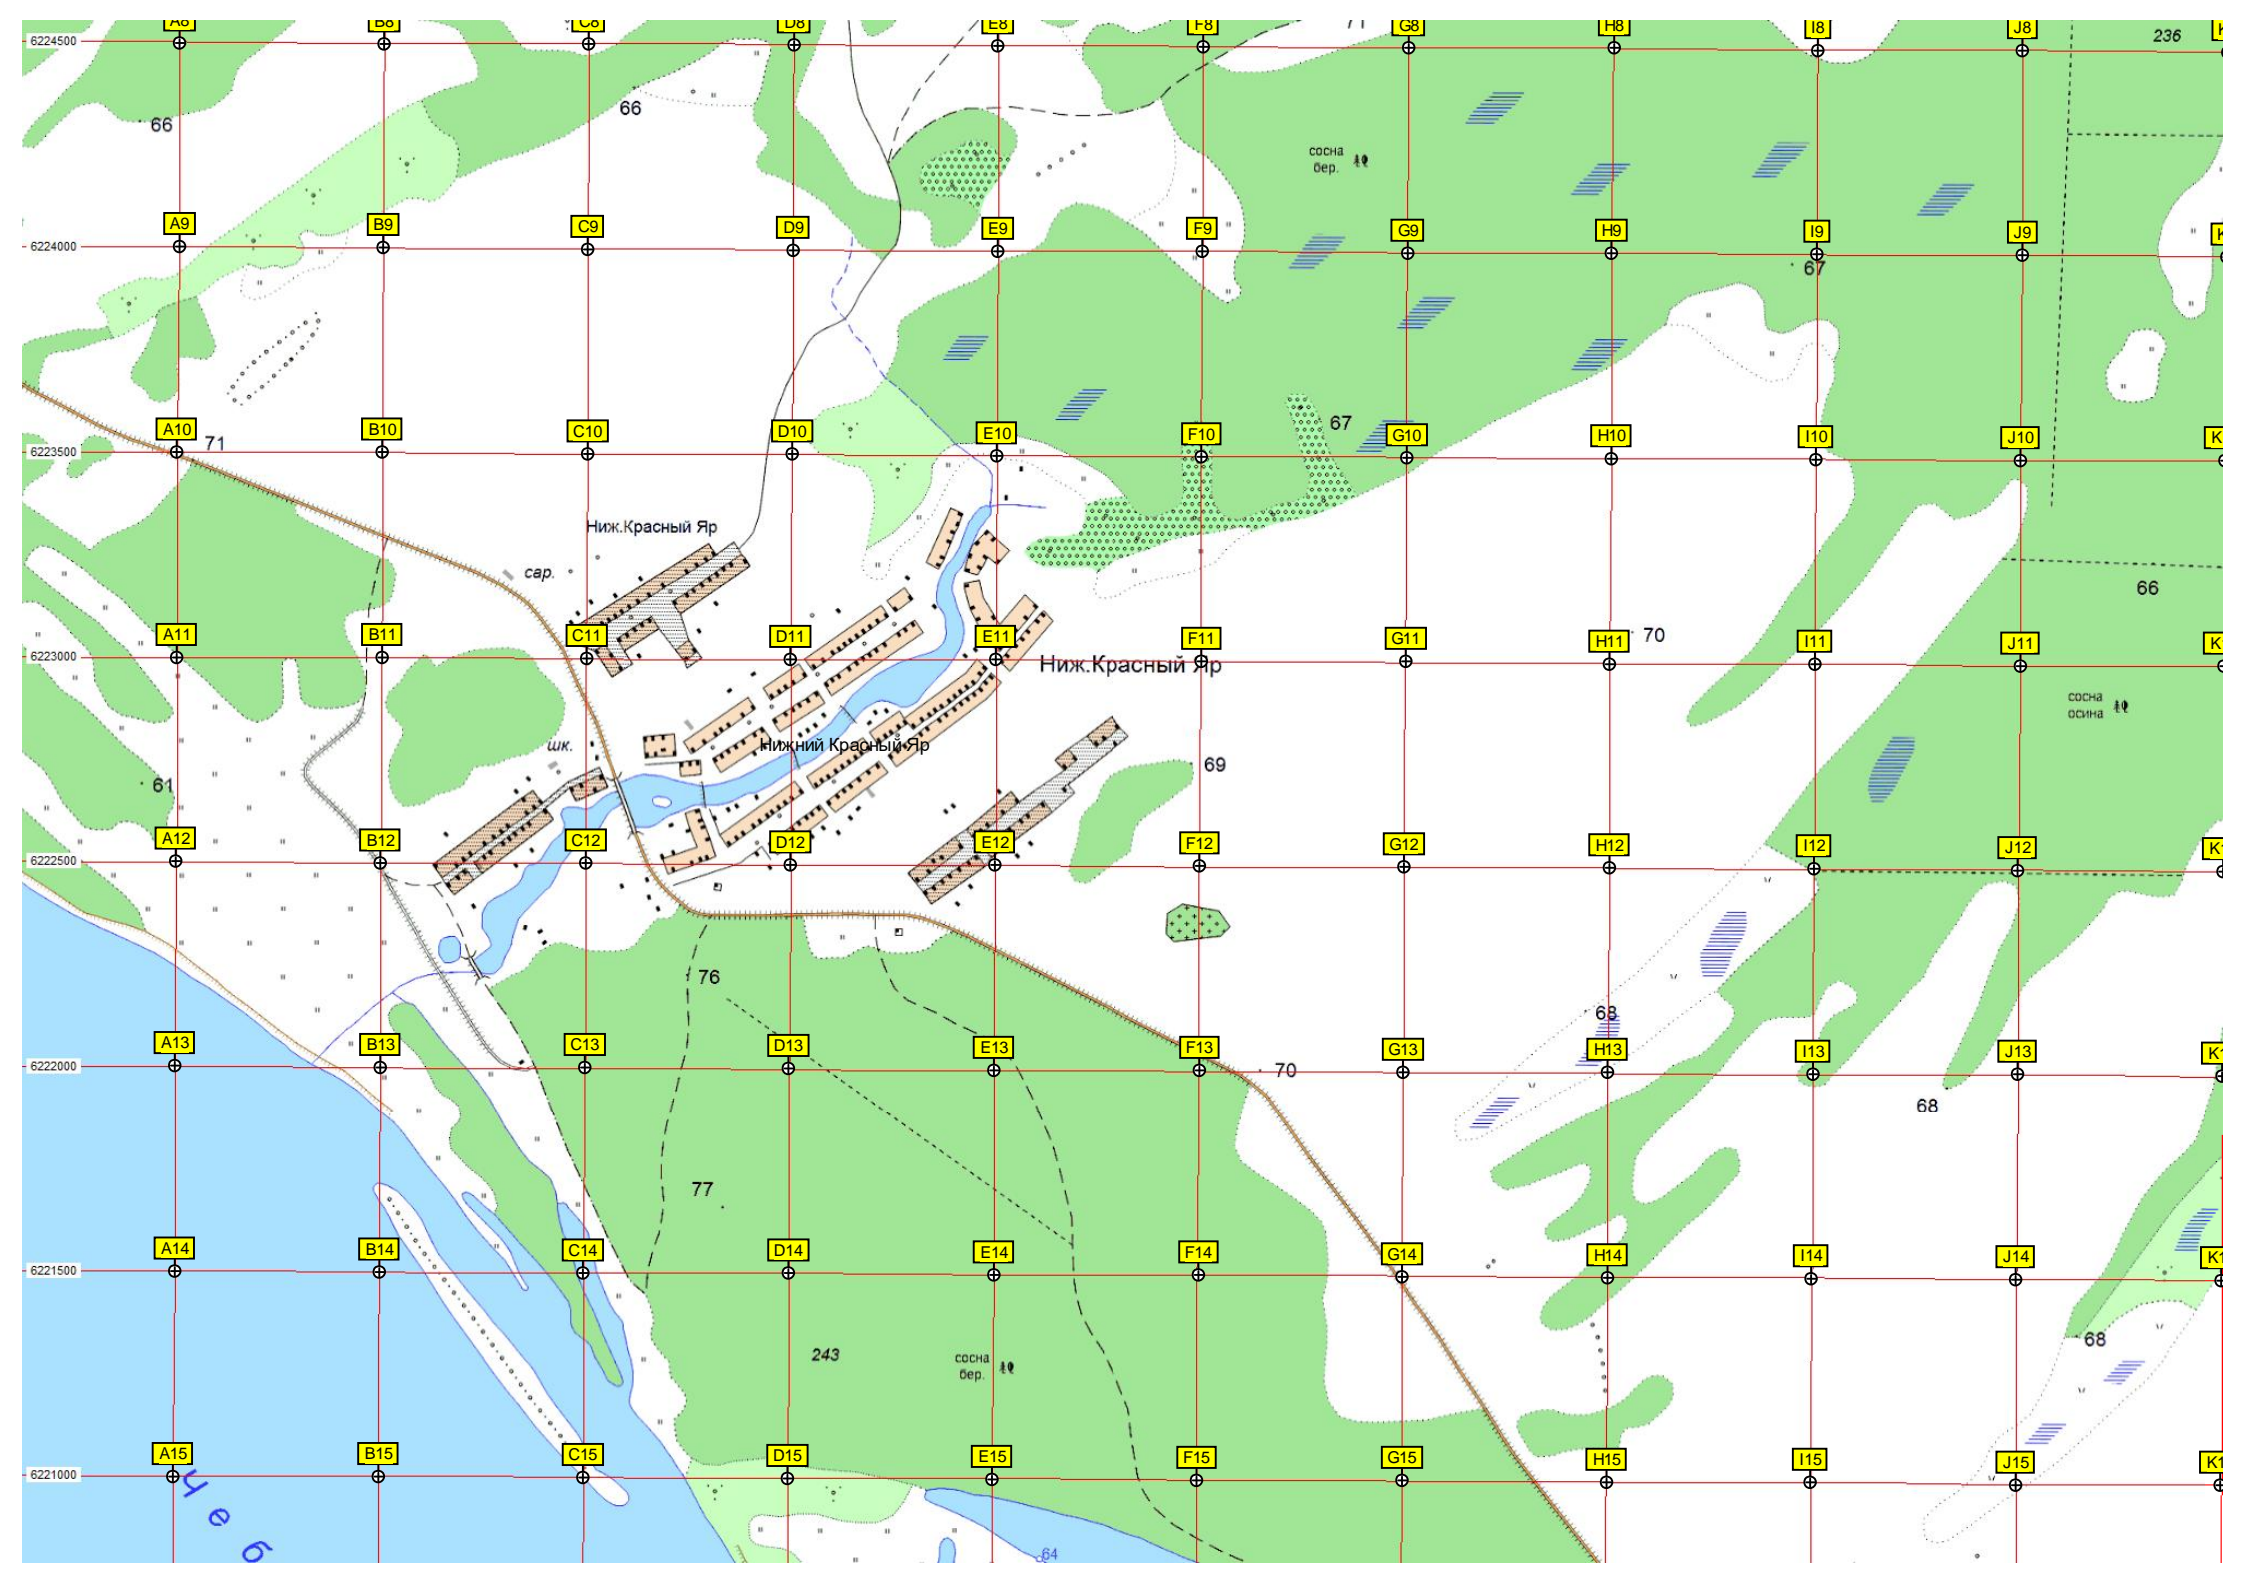 A8 B8 C8 D8 E8 F8 71 G8 H8 I8 J8
6224500
236
66
66
сосна
бер.
A9 B9 C9 D9 E9 F9 G9 H9 I9 J9
6224000
67
A10 B10 C10 D10 E10 F10 67 G10 H10 I10 J10
71
6223500
Ниж.Красный Яр
сар.
66
A11 B11 C11 D11 E11 F11 G11 H11 70 I11 J11
6223000
Ниж.Красный Яр
сосна
осина
шк.
Нижний Красный Яр
69
61
A12 B12 C12 D12 E12 F12 G12 H12 I12 J12
6222500
76
68
A13 B13 C13 D13 E13 F13 G13 H13 I13 J13
6222000
70
68
77
A14 B14 C14 D14 E14 F14 G14 H14 I14 J14
6221500
68
243
сосна
бер.
A15 B15 C15 D15 E15 F15 G15 H15 I15 J15
6221000
Ч е б
64